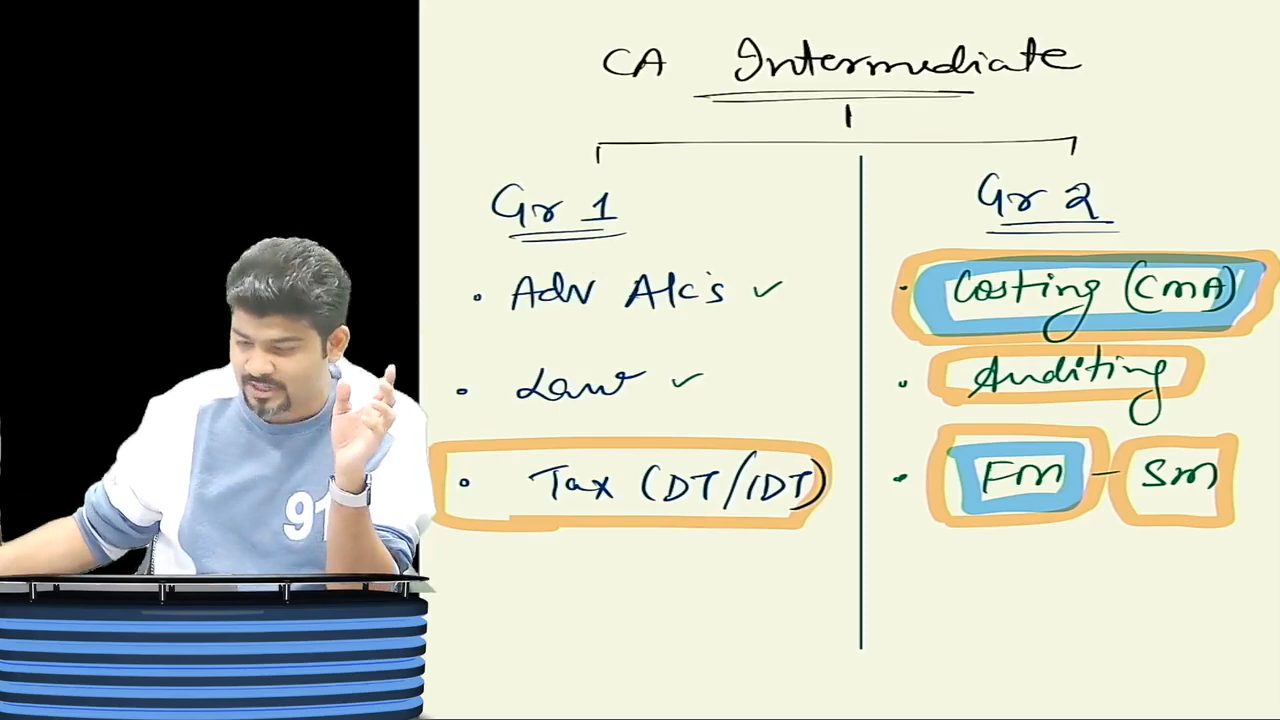 CA Intermediate
Gr 1
• Adv A/c's ✓
• Law ✓
• Tax (DT/IDT)
Gr 2
• Costing (CMA)
• Auditing
• FM - SM
91